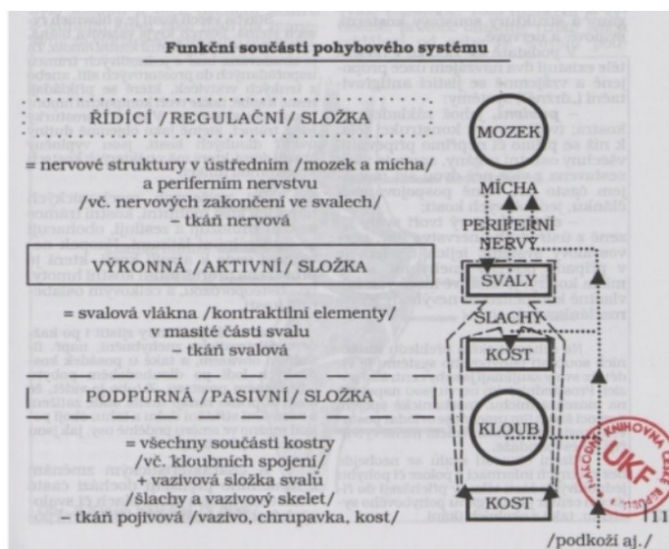 Funkční součásti pohybového systému
ŘÍDÍCÍ /REGULAČNÍ/ SLOŽKA
= nervové struktury v ústředním /mozek a mícha/
a periferním nervstvu
/vč. nervových zakončení ve svalech/
– tkáň nervová
VÝKONNÁ /AKTIVNÍ/ SLOŽKA
= svalová vlákna /kontraktilní elementy/
v masité části svalu
– tkáň svalová
PODPŮRNÁ /PASIVNÍ/ SLOŽKA
= všechny součásti kostry
/vč. kloubních spojení/
+ vazivová složka svalů
/šlachy a vazivový skelet/
– tkáň pojivová /vazivo, chrupavka, kost/
MOZEK
MÍCHA
PERIFERNÍ
NERVY
SVALY
ŠLACHY
KOST
KLOUB
KOST
/podkoží aj./
UKF
11